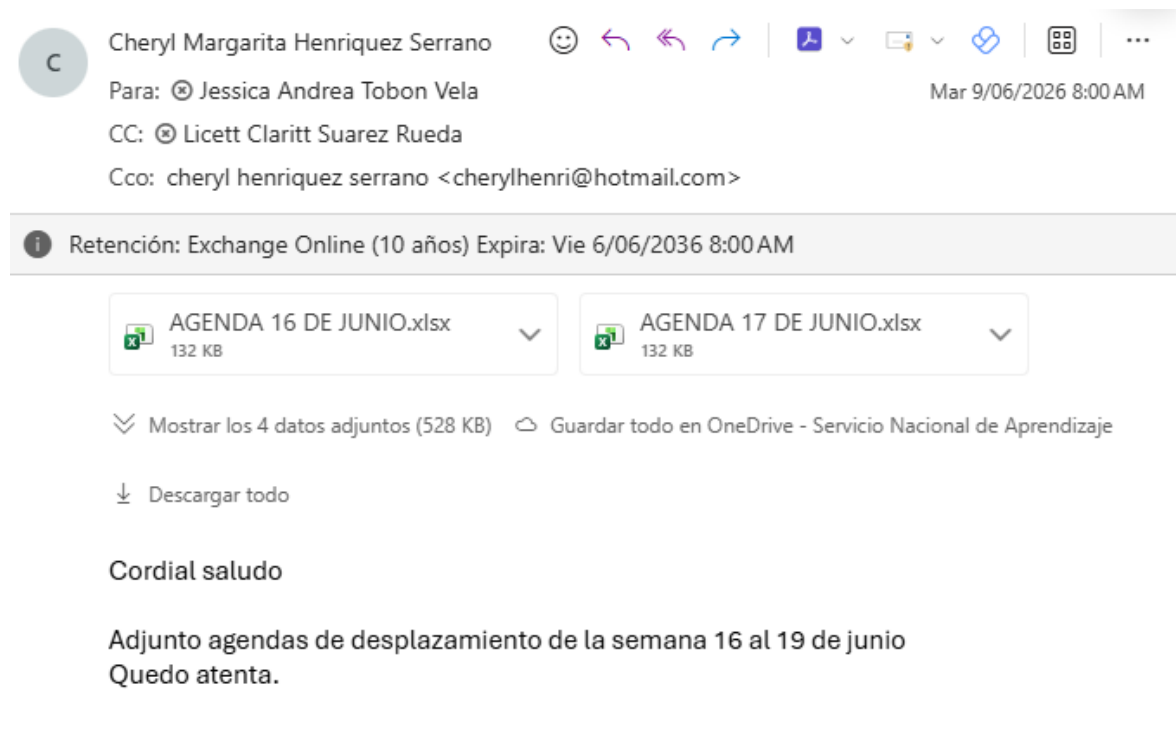 C
Cheryl Margarita Henriquez Serrano
Para: Jessica Andrea Tobon Vela
Mar 9/06/2026 8:00 AM
CC: Licett Claritt Suarez Rueda
Cco: cheryl henriquez serrano <cherylhenri@hotmail.com>
Retención: Exchange Online (10 años) Expira: Vie 6/06/2036 8:00 AM
AGENDA 16 DE JUNIO.xlsx
132 KB
AGENDA 17 DE JUNIO.xlsx
132 KB
Mostrar los 4 datos adjuntos (528 KB) Guardar todo en OneDrive - Servicio Nacional de Aprendizaje
Descargar todo
Cordial saludo
Adjunto agendas de desplazamiento de la semana 16 al 19 de junio
Quedo atenta.